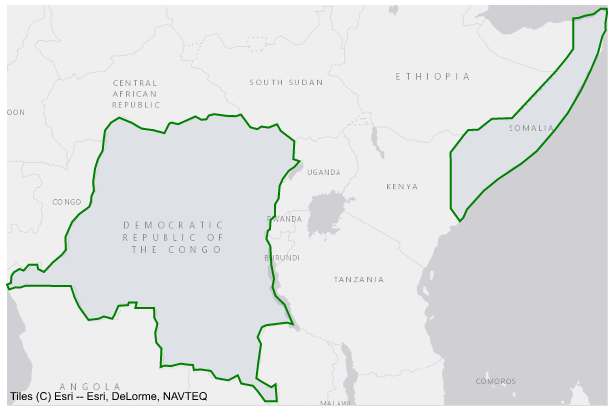 ETHIOPIA
SOUTH SUDAN
CENTRAL
AFRICAN
REPUBLIC
OON
SOMALIA
UGANDA
KENYA
CONGO
RWANDA
DEMOCRATIC
REPUBLIC OF
THE CONGO
BURUNDI
TANZANIA
COMOROS
ANGOLA
MALAWI
Tiles (C) Esri -- Esri, DeLorme, NAVTEQ